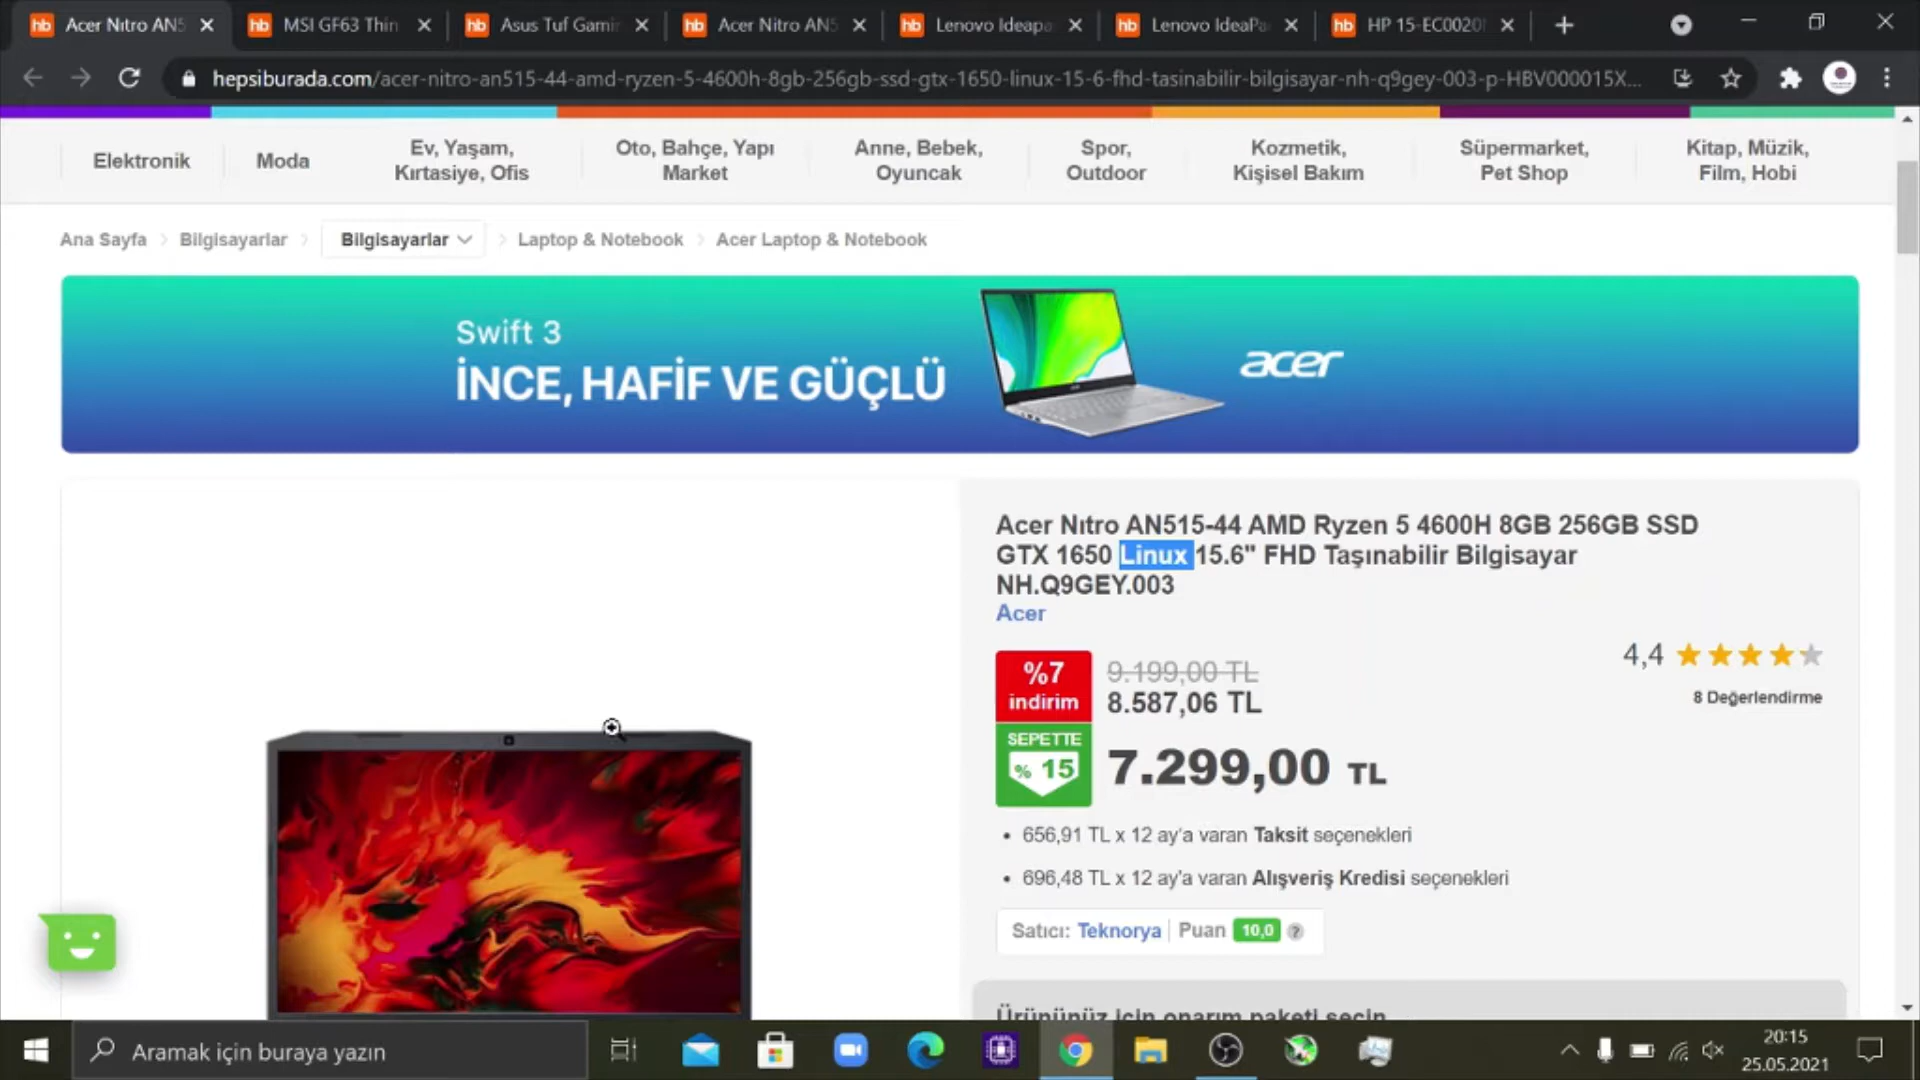 Acer Nitro AN5
MSI GF63 Thin
Asus Tuf Gamin
Acer Nitro AN5
Lenovo Ideapa
Lenovo IdeaPa
HP 15-EC0020
hepsiburada.com/acer-nitro-an515-44-amd-ryzen-5-4600h-8gb-256gb-ssd-gtx-1650-linux-15-6-fhd-tasinabilir-bilgisayar-nh-q9gey-003-p-HBV000015X...
Elektronik
Moda
Ev, Yaşam,
Kırtasiye, Ofis
Oto, Bahçe, Yapı
Market
Anne, Bebek,
Oyuncak
Spor,
Outdoor
Kozmetik,
Kişisel Bakım
Süpermarket,
Pet Shop
Kitap, Müzik,
Film, Hobi
Ana Sayfa
Bilgisayarlar
Bilgisayarlar
Laptop & Notebook
Acer Laptop & Notebook
Swift 3
İNCE, HAFİF VE GÜÇLÜ
acer
Acer Nıtro AN515-44 AMD Ryzen 5 4600H 8GB 256GB SSD
GTX 1650 Linux 15.6" FHD Taşınabilir Bilgisayar
NH.Q9GEY.003
Acer
%7
indirim
9.199,00 TL
8.587,06 TL
4,4
8 Değerlendirme
SEPETTE
% 15
7.299,00 TL
• 656,91 TL x 12 ay'a varan Taksit seçenekleri
• 696,48 TL x 12 ay'a varan Alışveriş Kredisi seçenekleri
Satıcı: Teknorya Puan 10,0 ?
Ürününüz için onarım paketi seçin
Aramak için buraya yazın
20:15
25.05.2021